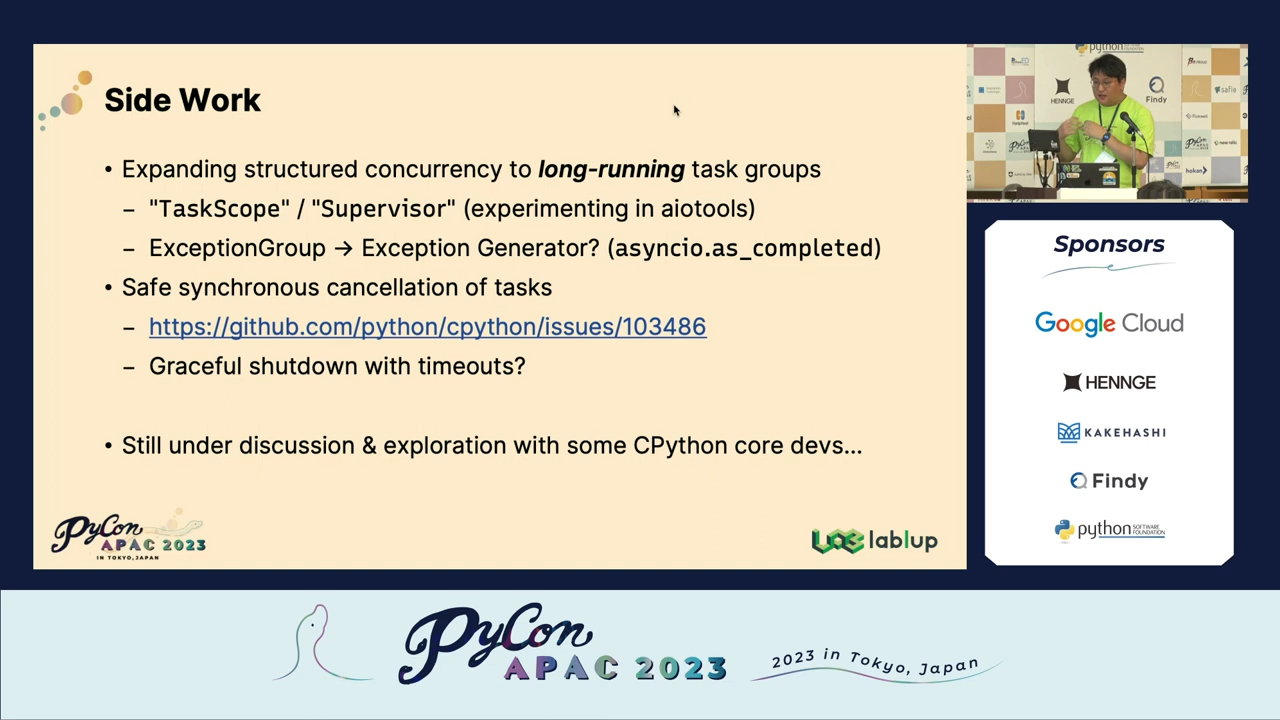 Side Work
• Expanding structured concurrency to long-running task groups
– "TaskScope" / "Supervisor" (experimenting in aiotools)
– ExceptionGroup → Exception Generator? (asyncio.as_completed)
• Safe synchronous cancellation of tasks
– https://github.com/python/cpython/issues/103486
– Graceful shutdown with timeouts?
• Still under discussion & exploration with some CPython core devs...
PyCon
APAC 2023
IN TOKYO, JAPAN
lablup
python
HENNGE
Findy
Sponsors
Google Cloud
HENNGE
KAKEHASHI
Findy
python SOFTWARE FOUNDATION
PyCon
APAC 2023
2023 in Tokyo, Japan